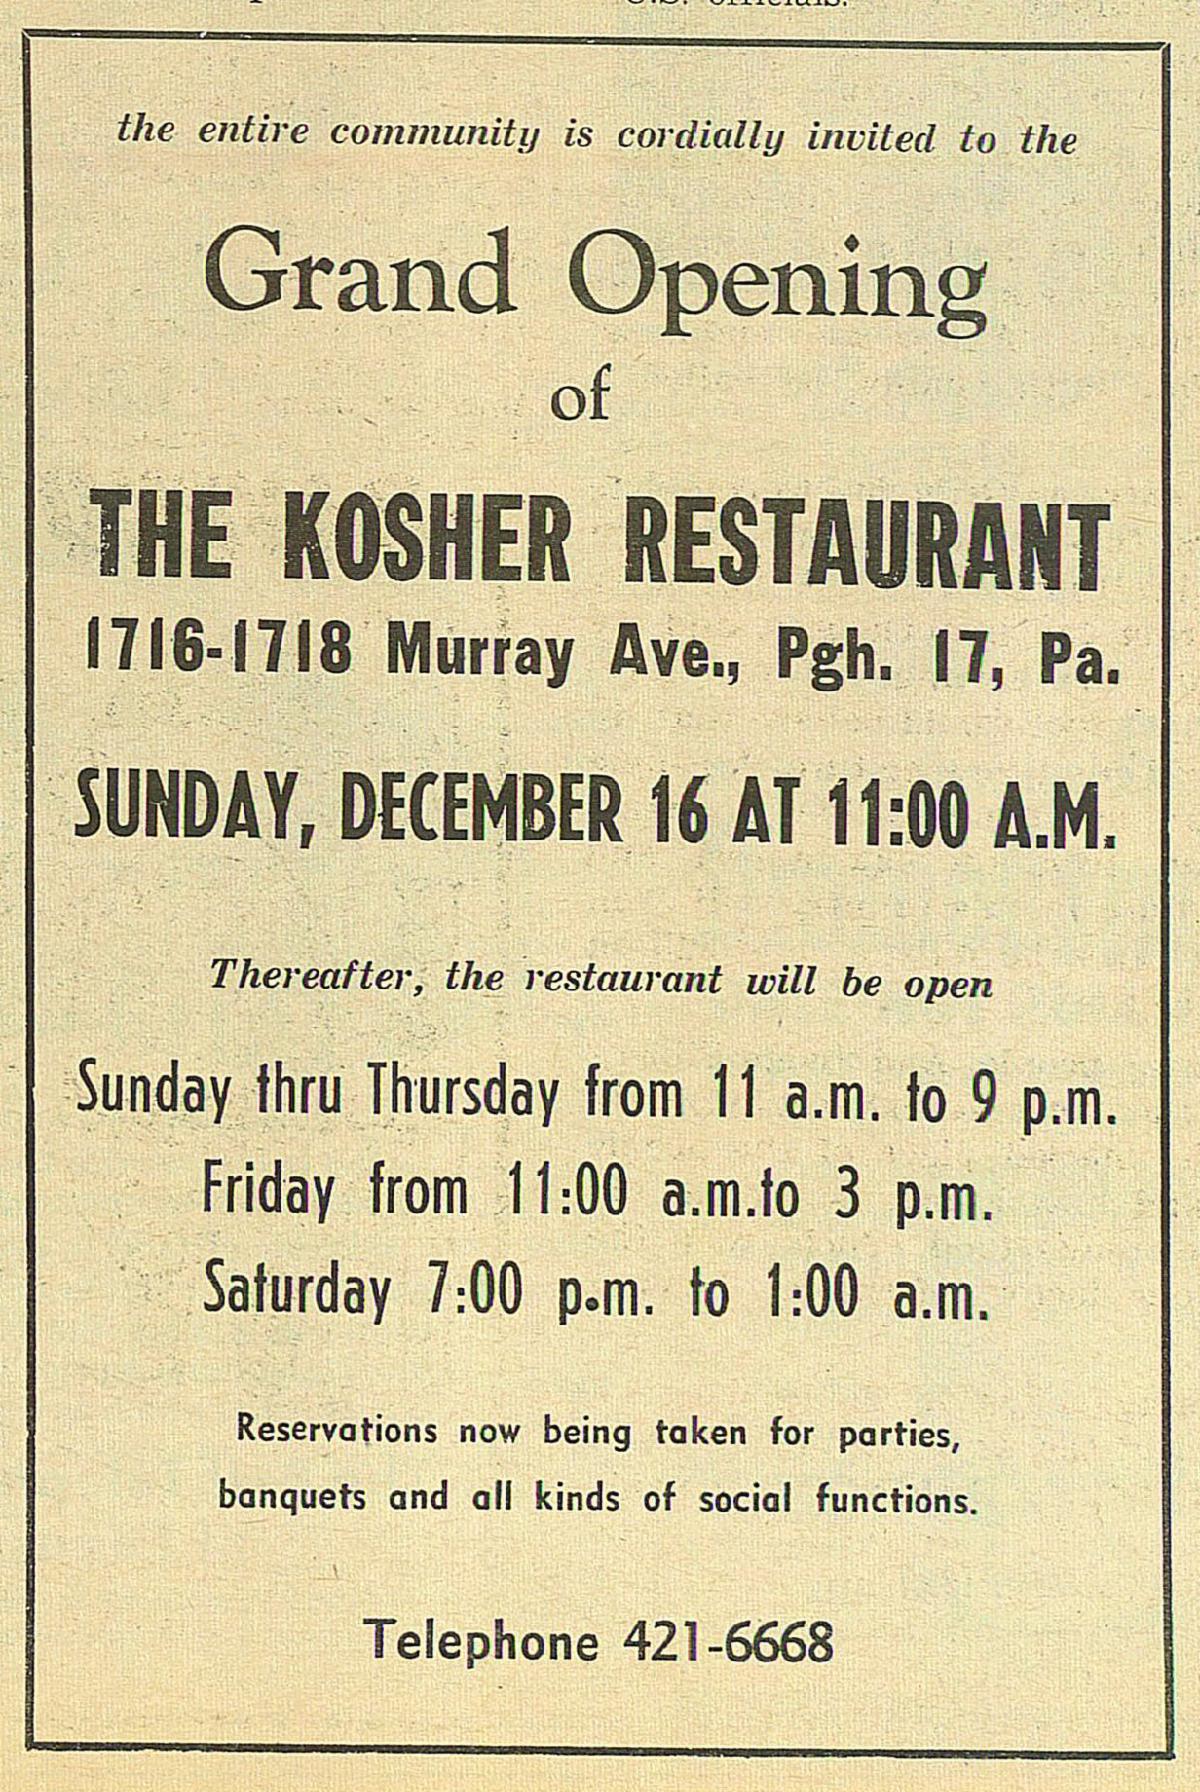 U.S. officials.
the entire community is cordially invited to the
Grand Opening
of
THE KOSHER RESTAURANT
1716-1718 Murray Ave., Pgh. 17, Pa.
SUNDAY, DECEMBER 16 AT 11:00 A.M.
Thereafter, the restaurant will be open
Sunday thru Thursday from 11 a.m. to 9 p.m.
Friday from 11:00 a.m.to 3 p.m.
Saturday 7:00 p.m. to 1:00 a.m.
Reservations now being taken for parties,
banquets and all kinds of social functions.
Telephone 421-6668